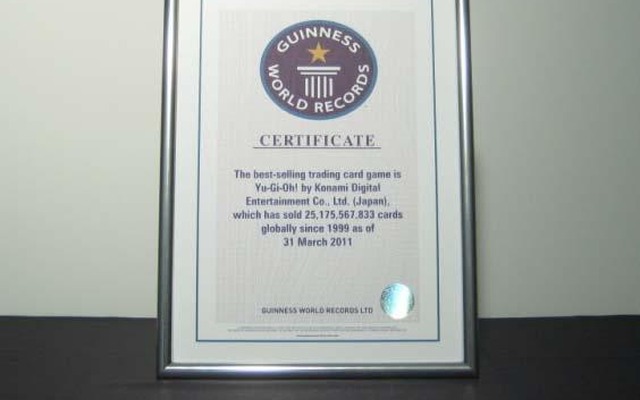 GUINNESS
WORLD RECORDS
CERTIFICATE
The best-selling trading card game is
Yu-Gi-Oh! by Konami Digital
Entertainment Co., Ltd. (Japan),
which has sold 25,175,567,833 cards
globally since 1999 as of
31 March 2011
GUINNESS WORLD RECORDS LTD